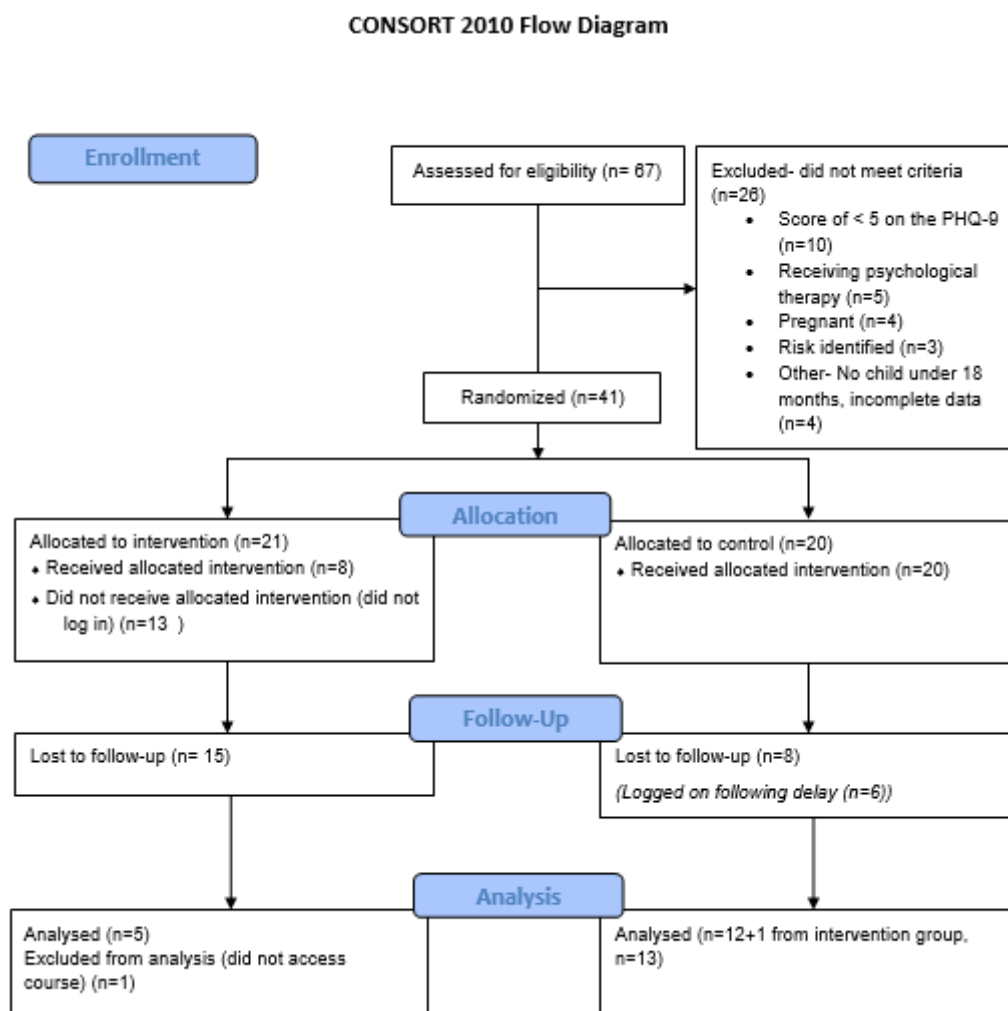 CONSORT 2010 Flow Diagram
Enrollment
Assessed for eligibility (n= 67)
Excluded- did not meet criteria
(n=26)
• Score of < 5 on the PHQ-9
(n=10)
• Receiving psychological
therapy (n=5)
• Pregnant (n=4)
• Risk identified (n=3)
• Other- No child under 18
months, incomplete data
(n=4)
Randomized (n=41)
Allocation
Allocated to intervention (n=21)
♦ Received allocated intervention (n=8)
♦ Did not receive allocated intervention (did not
log in) (n=13 )
Allocated to control (n=20)
♦ Received allocated intervention (n=20)
Follow-Up
Lost to follow-up (n= 15)
Lost to follow-up (n=8)
(Logged on following delay (n=6))
Analysis
Analysed (n=5)
Excluded from analysis (did not access
course) (n=1)
Analysed (n=12+1 from intervention group,
n=13)